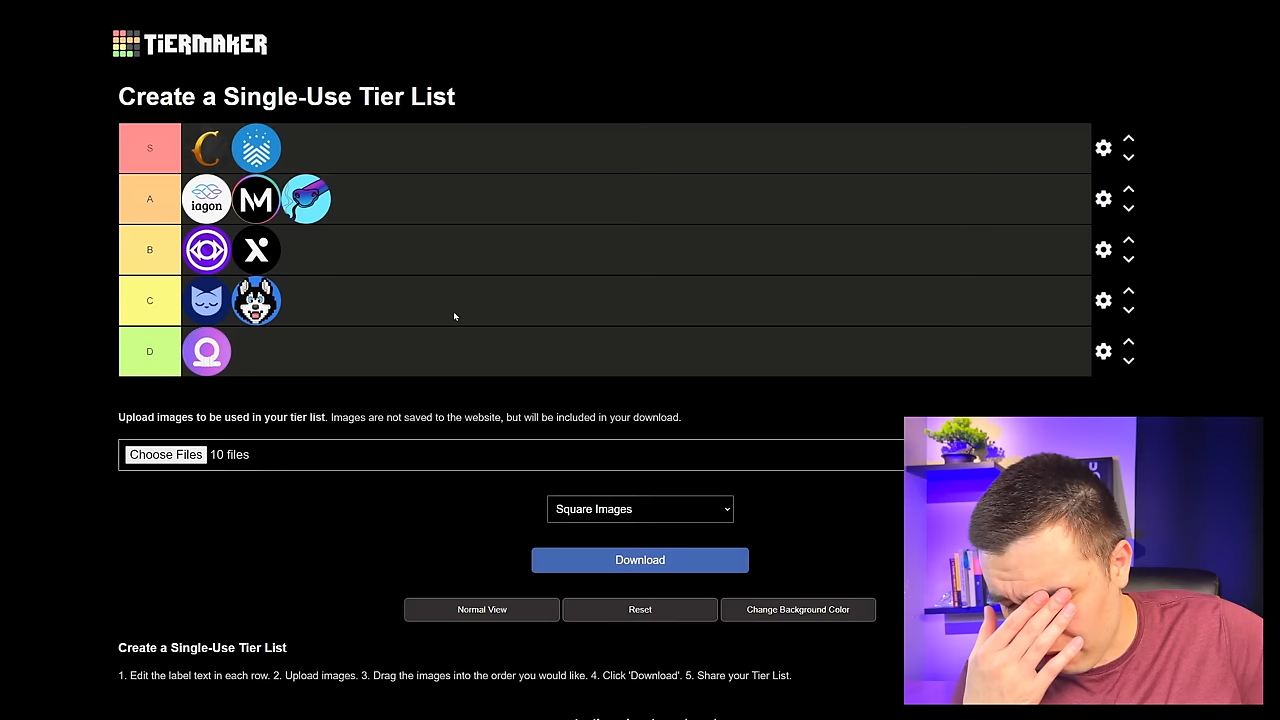 TiERMAKER
Create a Single-Use Tier List
S
C
A
iagon
M
B
X
C
D
Upload images to be used in your tier list. Images are not saved to the website, but will be included in your download.
Choose Files 10 files
Square Images
Download
Normal View
Reset
Change Background Color
Create a Single-Use Tier List
1. Edit the label text in each row. 2. Upload images. 3. Drag the images into the order you would like. 4. Click 'Download'. 5. Share your Tier List.